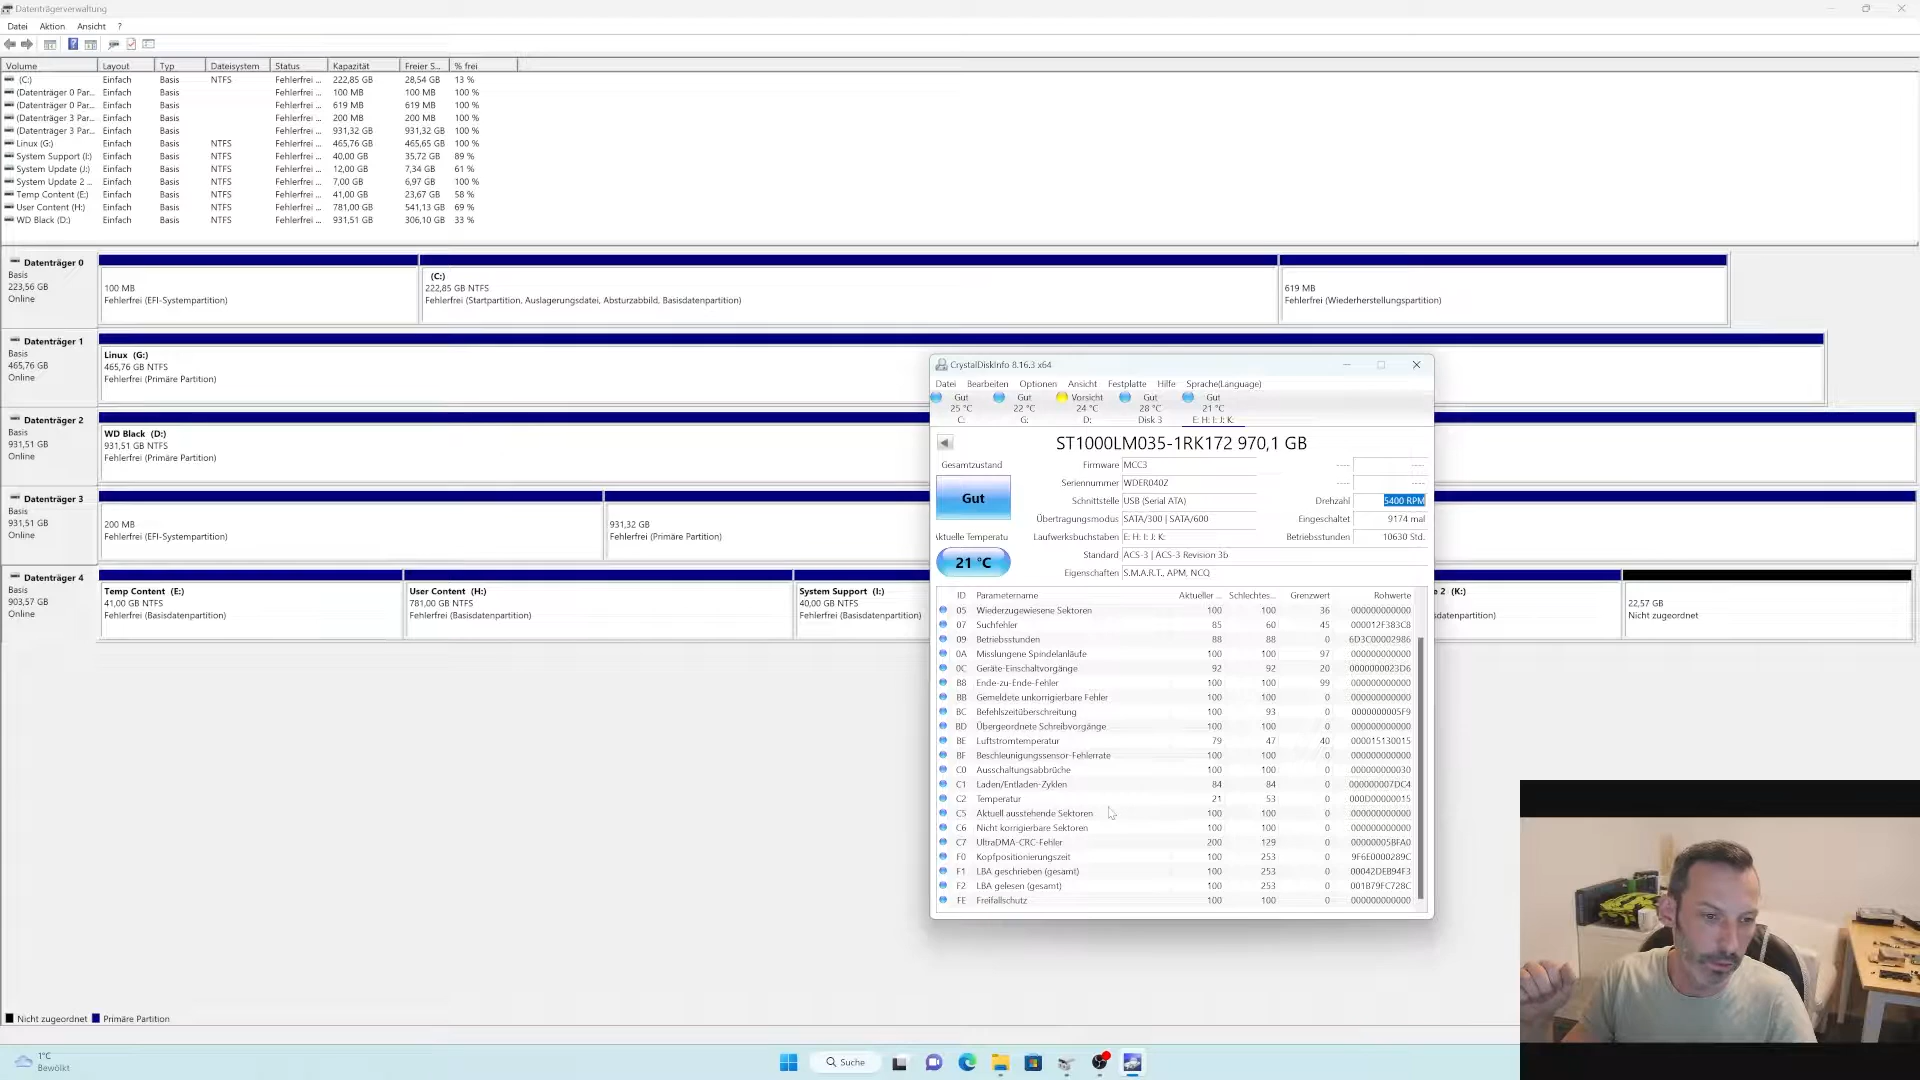 Datenträgerverwaltung
Datei Aktion Ansicht ?
Volume Layout Typ Dateisystem Status Kapazität Freier S... % frei
(C:) Einfach Basis NTFS Fehlerfrei ... 222,85 GB 28,54 GB 13 %
(Datenträger 0 Par... Einfach Basis Fehlerfrei ... 100 MB 100 MB 100 %
(Datenträger 0 Par... Einfach Basis Fehlerfrei ... 619 MB 619 MB 100 %
(Datenträger 3 Par... Einfach Basis Fehlerfrei ... 200 MB 200 MB 100 %
(Datenträger 3 Par... Einfach Basis Fehlerfrei ... 931,32 GB 931,32 GB 100 %
Linux (G:) Einfach Basis NTFS Fehlerfrei ... 465,76 GB 465,65 GB 100 %
System Support (I:) Einfach Basis NTFS Fehlerfrei ... 40,00 GB 35,72 GB 89 %
System Update (J:) Einfach Basis NTFS Fehlerfrei ... 12,00 GB 7,34 GB 61 %
System Update 2 ... Einfach Basis NTFS Fehlerfrei ... 7,00 GB 6,97 GB 100 %
Temp Content (E:) Einfach Basis NTFS Fehlerfrei ... 41,00 GB 23,67 GB 58 %
User Content (H:) Einfach Basis NTFS Fehlerfrei ... 781,00 GB 541,13 GB 69 %
WD Black (D:) Einfach Basis NTFS Fehlerfrei ... 931,51 GB 306,10 GB 33 %
Datenträger 0
Basis
223,56 GB
Online
100 MB
Fehlerfrei (EFI-Systempartition)
(C:)
222,85 GB NTFS
Fehlerfrei (Startpartition, Auslagerungsdatei, Absturzabbild, Basisdatenpartition)
619 MB
Fehlerfrei (Wiederherstellungspartition)
Datenträger 1
Basis
465,76 GB
Online
Linux (G:)
465,76 GB NTFS
Fehlerfrei (Primäre Partition)
Datenträger 2
Basis
931,51 GB
Online
WD Black (D:)
931,51 GB NTFS
Fehlerfrei (Primäre Partition)
Datenträger 3
Basis
931,51 GB
Online
200 MB
Fehlerfrei (EFI-Systempartition)
931,32 GB
Fehlerfrei (Primäre Partition)
Datenträger 4
Basis
903,57 GB
Online
Temp Content (E:)
41,00 GB NTFS
Fehlerfrei (Basisdatenpartition)
User Content (H:)
781,00 GB NTFS
Fehlerfrei (Basisdatenpartition)
System Support (I:)
40,00 GB NTFS
Fehlerfrei (Basisdatenpartition)
e 2 (K:)
sdatenpartition)
22,57 GB
Nicht zugeordnet
CrystalDiskInfo 8.16.3 x64
Datei Bearbeiten Optionen Ansicht Festplatte Hilfe Sprache(Language)
Gut Gut Vorsicht Gut Gut
25 °C 22 °C 24 °C 28 °C 21 °C
C: G: D: Disk 3 E: H: I: J: K:
ST1000LM035-1RK172 970,1 GB
Gesamtzustand
Gut
Aktuelle Temperatu
21 °C
Firmware MCC3 ---- ----
Seriennummer WDER040Z ---- ----
Schnittstelle USB (Serial ATA) Drehzahl 5400 RPM
Übertragungsmodus SATA/300 | SATA/600 Eingeschaltet 9174 mal
Laufwerksbuchstaben E: H: I: J: K: Betriebsstunden 10630 Std.
Standard ACS-3 | ACS-3 Revision 3b
Eigenschaften S.M.A.R.T., APM, NCQ
ID Parametername Aktueller ... Schlechtes... Grenzwert Rohwerte
05 Wiederzugewiesene Sektoren 100 100 36 000000000000
07 Suchfehler 85 60 45 000012F383C8
09 Betriebsstunden 88 88 0 6D3C00002986
0A Misslungene Spindelanläufe 100 100 97 000000000000
0C Geräte-Einschaltvorgänge 92 92 20 0000000023D6
B8 Ende-zu-Ende-Fehler 100 100 99 000000000000
BB Gemeldete unkorrigierbare Fehler 100 100 0 000000000000
BC Befehlszeitüberschreitung 100 93 0 0000000005F9
BD Übergeordnete Schreibvorgänge 100 100 0 000000000000
BE Luftstromtemperatur 79 47 40 000015130015
BF Beschleunigungssensor-Fehlerrate 100 100 0 000000000000
C0 Ausschaltungsabbrüche 100 100 0 000000000030
C1 Laden/Entladen-Zyklen 84 84 0 000000007DC4
C2 Temperatur 21 53 0 000D00000015
C5 Aktuell ausstehende Sektoren 100 100 0 000000000000
C6 Nicht korrigierbare Sektoren 100 100 0 000000000000
C7 UltraDMA-CRC-Fehler 200 129 0 00000005BFA0
F0 Kopfpositionierungszeit 100 253 0 9F6E0000289C
F1 LBA geschrieben (gesamt) 100 253 0 00042DEB94F3
F2 LBA gelesen (gesamt) 100 253 0 001B79FC728C
FE Freifallschutz 100 100 0 000000000000
Nicht zugeordnet Primäre Partition
1°C
Bewölkt
Suche